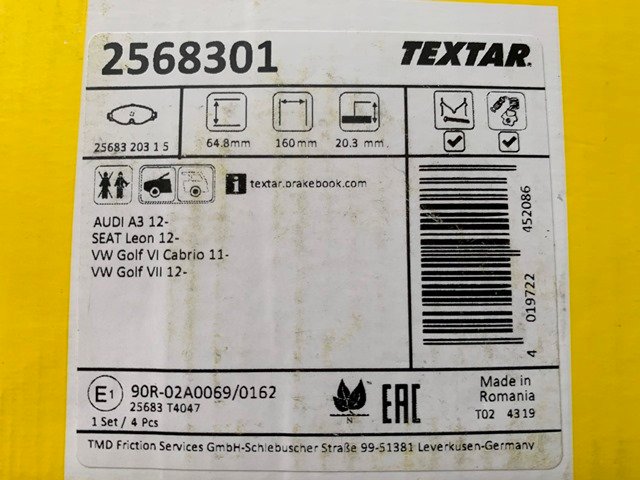 2568301
TEXTAR®
25683 203 1 5
64.8mm
160mm
20.3 mm
i textar.brakebook.com
AUDI A3 12-
SEAT Leon 12-
VW Golf VI Cabrio 11-
VW Golf VII 12-
4 019722 452086
E1 90R-02A0069/0162
25683 T4047
1 Set / 4 Pcs
N
EAC
Made in
Romania
T02 4319
TMD Friction Services GmbH-Schlebuscher Straße 99-51381 Leverkusen-Germany